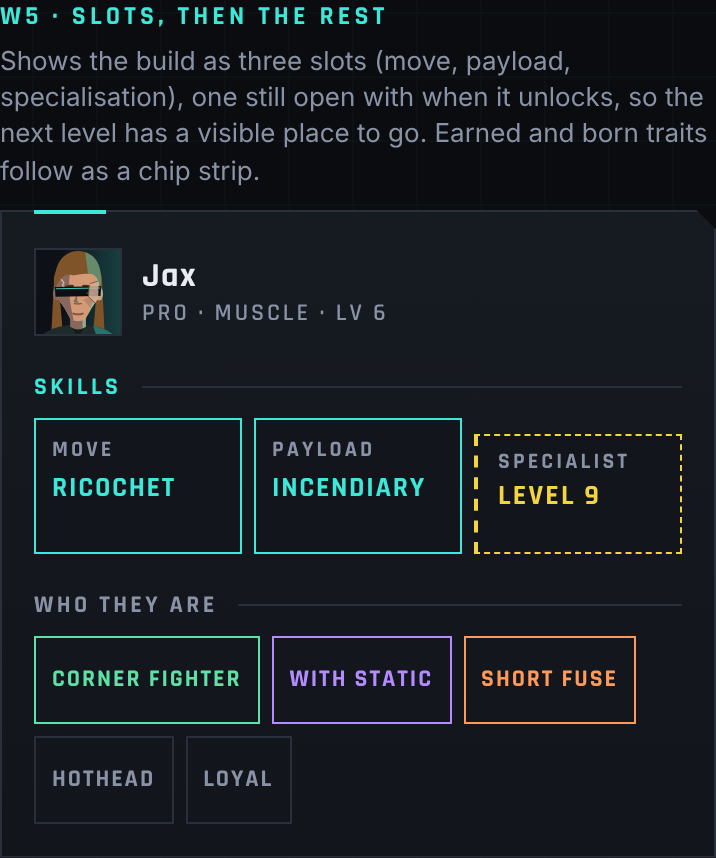 W5 · SLOTS, THEN THE REST
Shows the build as three slots (move, payload,
specialisation), one still open with when it unlocks, so the
next level has a visible place to go. Earned and born traits
follow as a chip strip.
Jax
PRO · MUSCLE · LV 6
SKILLS
MOVE
RICOCHET
PAYLOAD
INCENDIARY
SPECIALIST
LEVEL 9
WHO THEY ARE
CORNER FIGHTER
WITH STATIC
SHORT FUSE
HOTHEAD
LOYAL